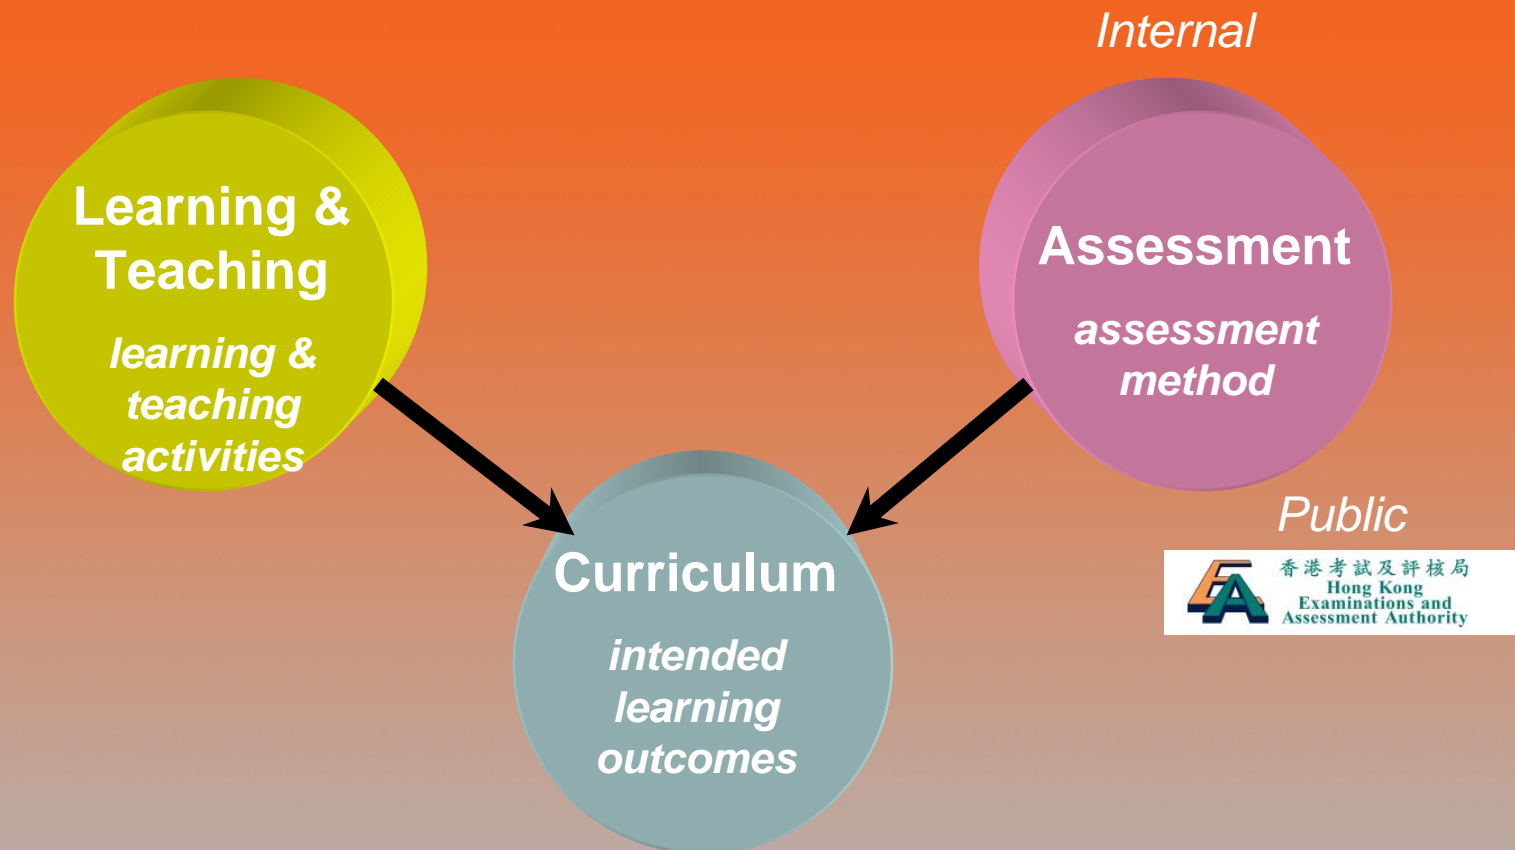 Internal
Learning &
Teaching
learning &
teaching
activities
Assessment
assessment
method
Public
香港考試及評核局
Hong Kong
Examinations and
Assessment Authority
Curriculum
intended
learning
outcomes